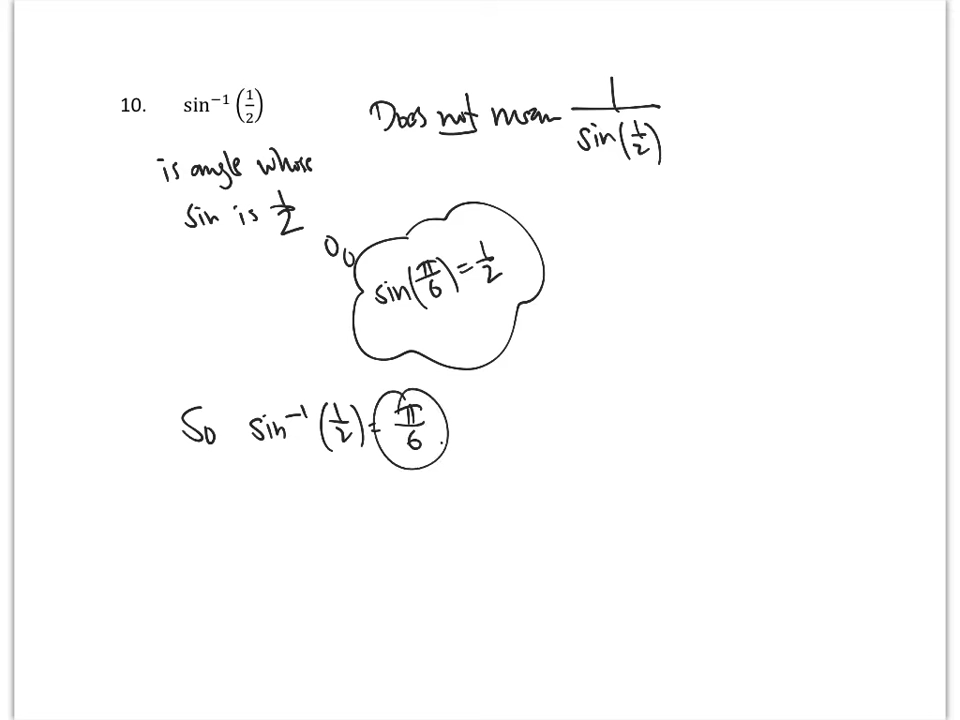 10. sin⁻¹ (1/2)
Does not mean 1/sin(1/2)
is angle whose
sin is 1/2
sin(π/6) = 1/2
So sin⁻¹ (1/2) = π/6